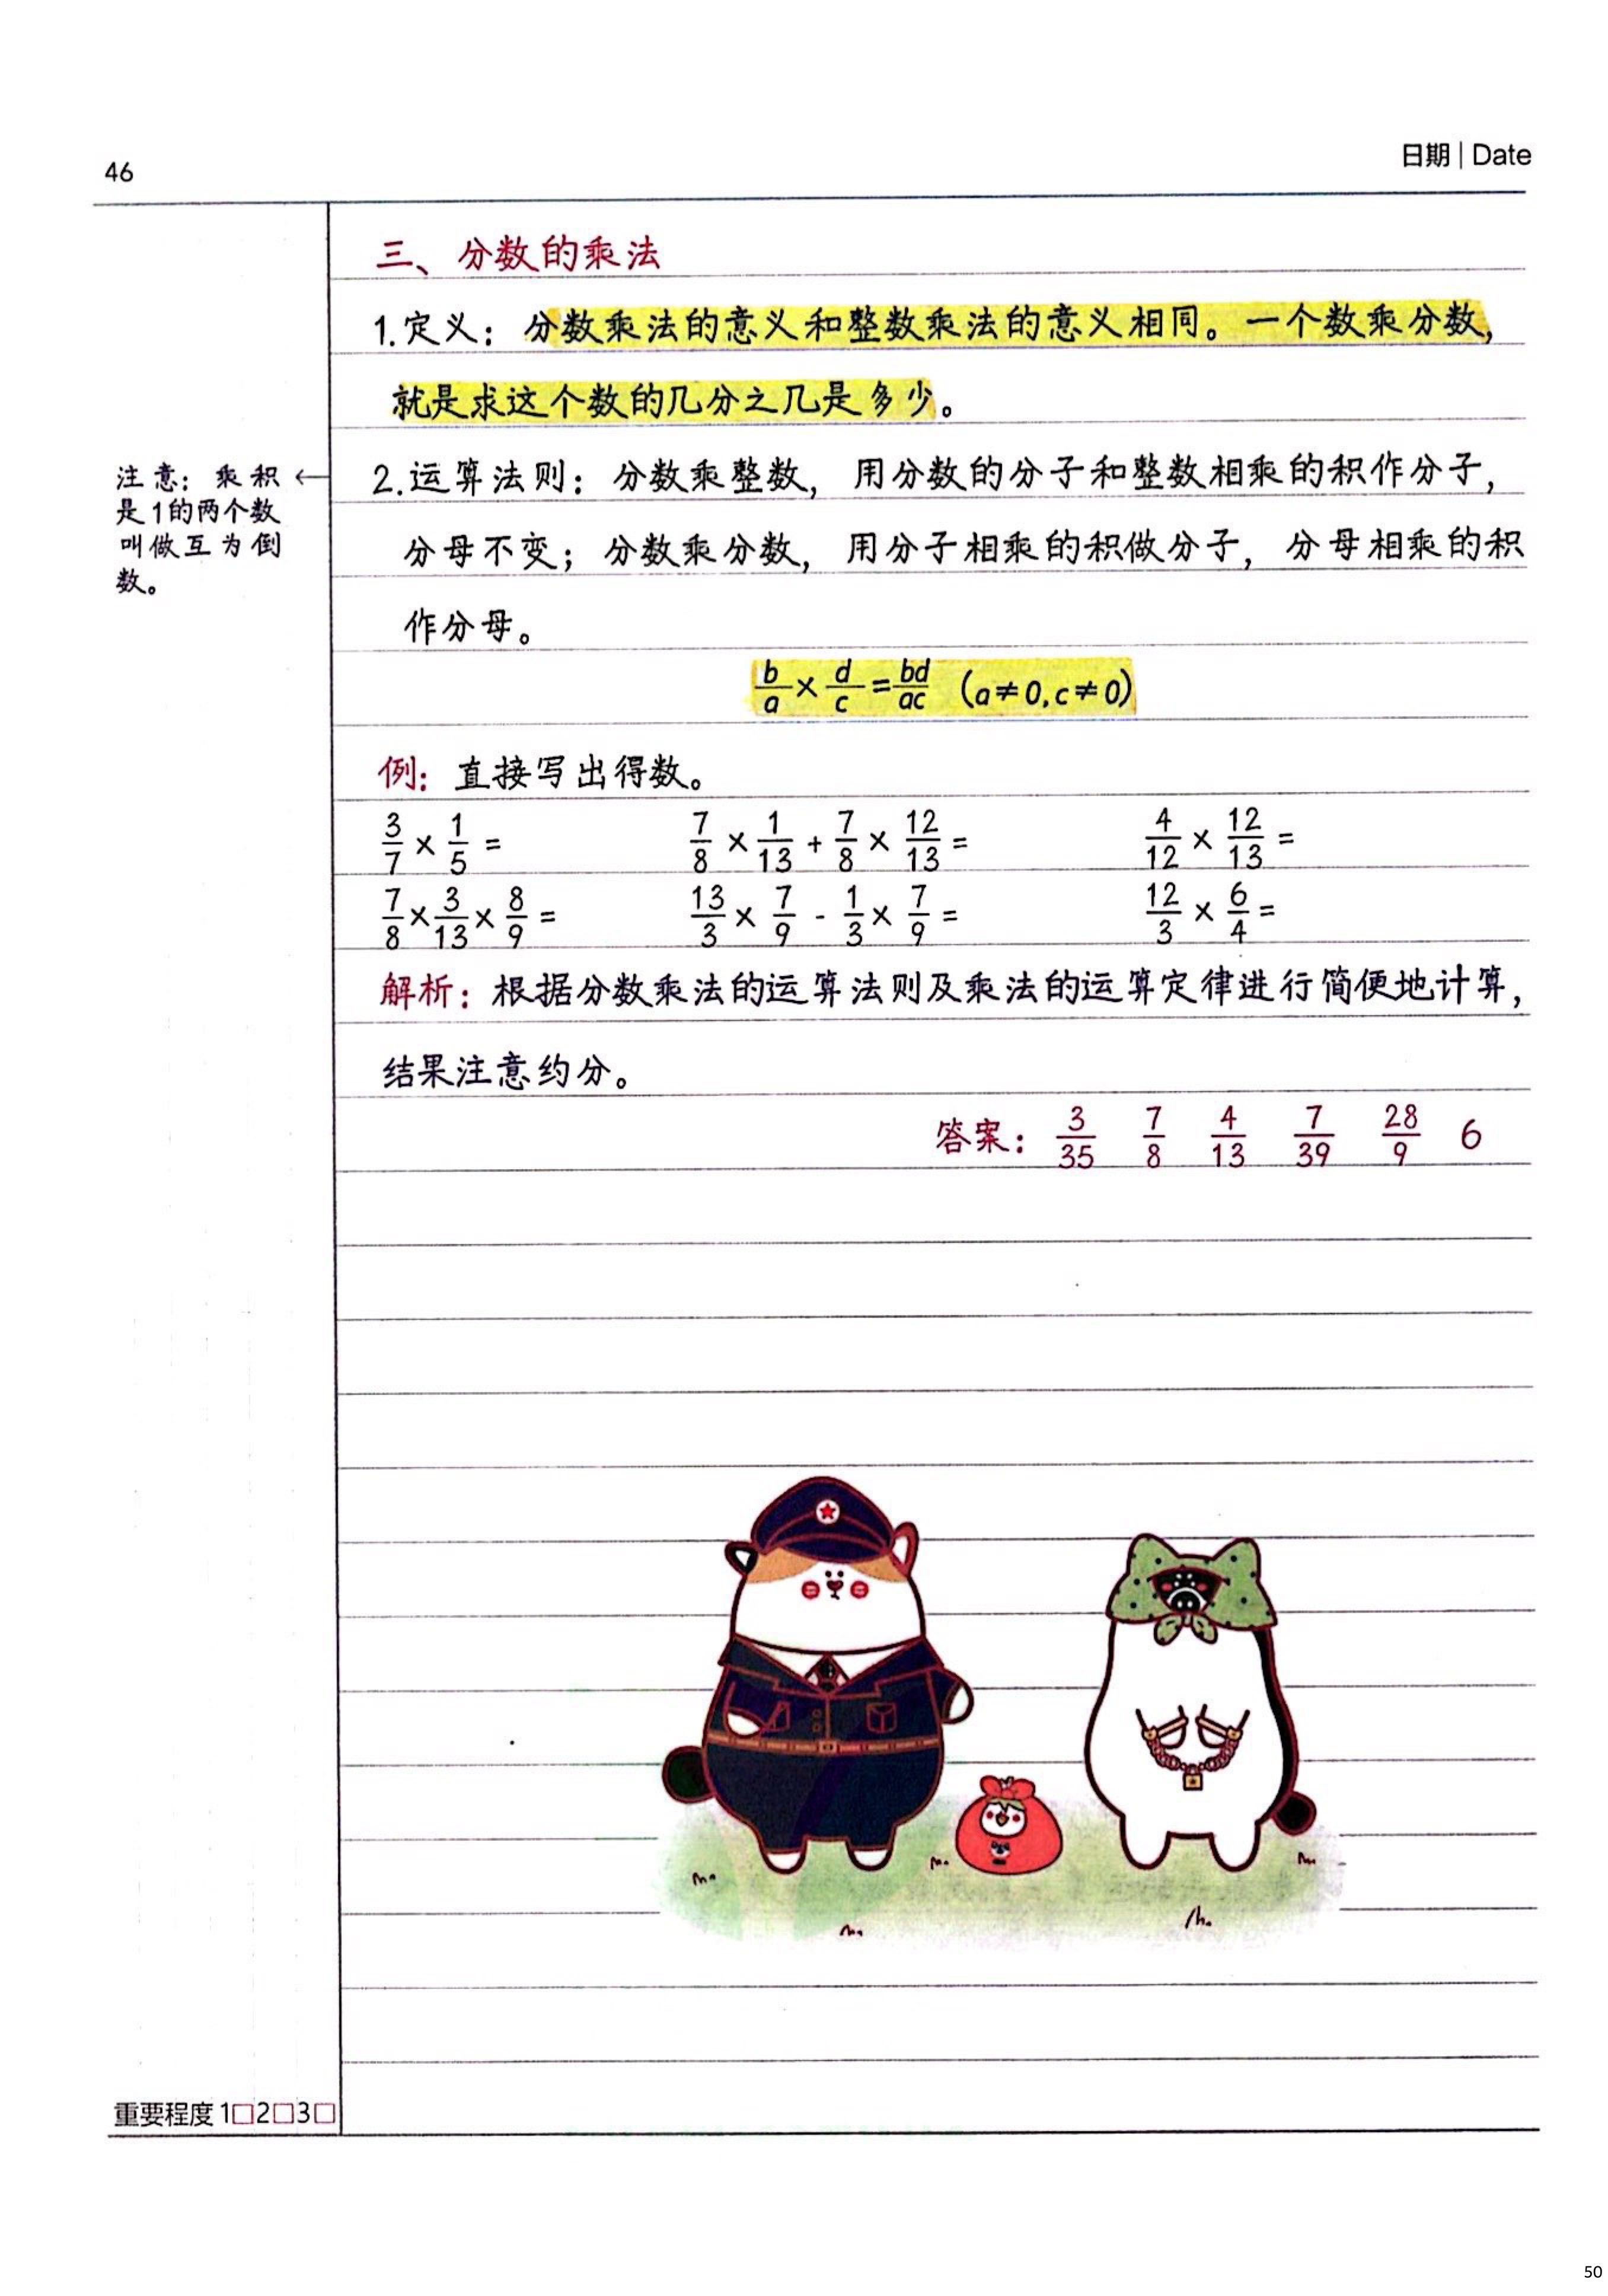 46
日期 | Date
三、分数的乘法
1.定义：分数乘法的意义和整数乘法的意义相同。一个数乘分数，
就是求这个数的几分之几是多少。
注意：乘积 ←
是1的两个数
叫做互为倒
数。
2.运算法则：分数乘整数，用分数的分子和整数相乘的积作分子，
分母不变；分数乘分数，用分子相乘的积做分子，分母相乘的积
作分母。
b/a × d/c = bd/ac （a≠0, c≠0）
例：直接写出得数。
3/7 × 1/5 = 7/8 × 1/13 + 7/8 × 12/13 = 4/12 × 12/13 =
7/8 × 3/13 × 8/9 = 13/3 × 7/9 - 1/3 × 7/9 = 12/3 × 6/4 =
解析：根据分数乘法的运算法则及乘法的运算定律进行简便地计算，
结果注意约分。
答案：3/35 7/8 4/13 7/39 28/9 6
重要程度 1□2□3□
50